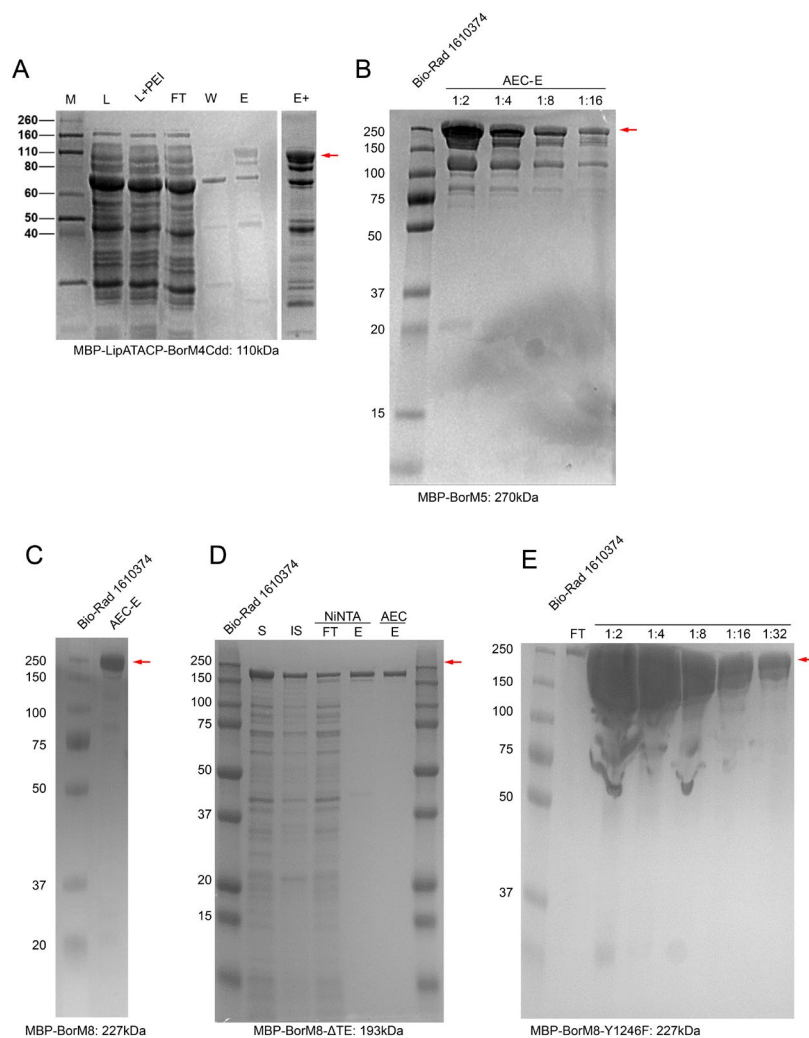 A
M L L+PEI FT W E E+
260
160
110
80
60
50
40
MBP-LipATACP-BorM4Cdd: 110kDa
B
Bio-Rad 1610374
AEC-E
1:2 1:4 1:8 1:16
250
150
100
75
50
37
20
15
MBP-BorM5: 270kDa
C
Bio-Rad 1610374
AEC-E
250
150
100
75
50
37
20
MBP-BorM8: 227kDa
D
Bio-Rad 1610374
NiNTA AEC
S IS FT E E
250
150
100
75
50
37
20
15
MBP-BorM8-ΔTE: 193kDa
E
Bio-Rad 1610374
FT 1:2 1:4 1:8 1:16 1:32
250
150
100
75
50
37
MBP-BorM8-Y1246F: 227kDa